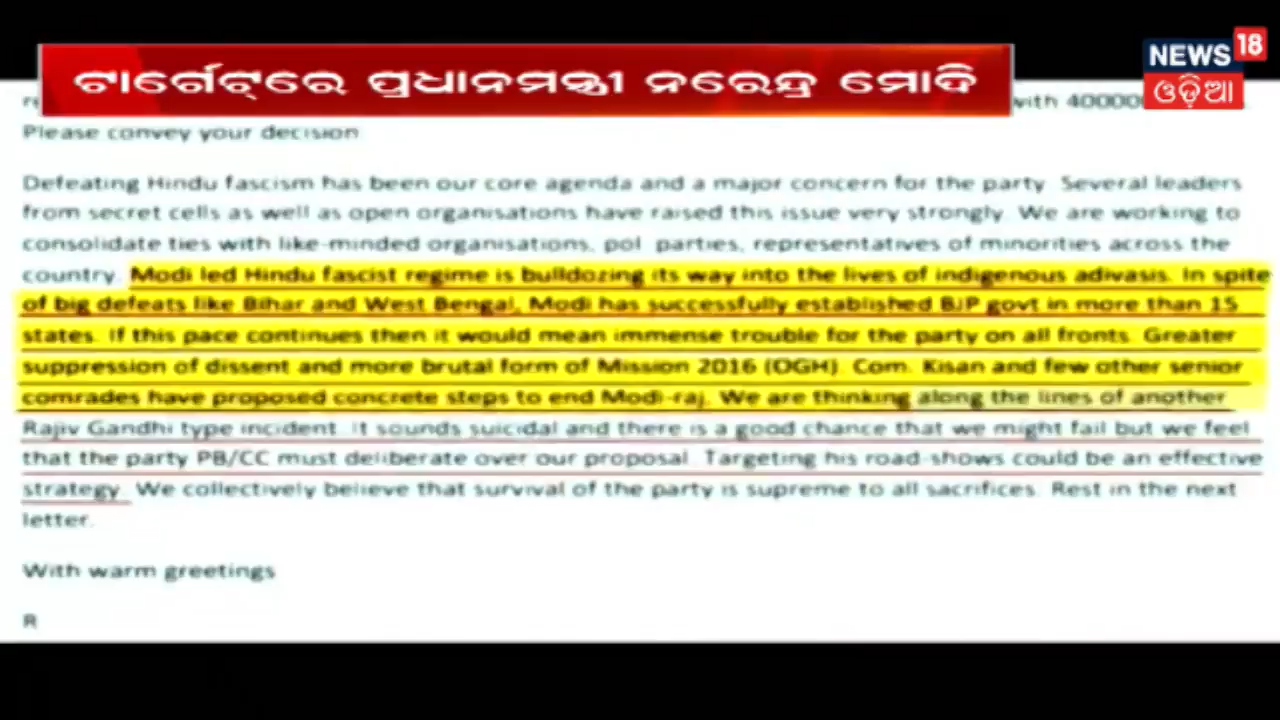 ଟାର୍ଗେଟ୍‌ରେ ପ୍ରଧାନମନ୍ତ୍ରୀ ନରେନ୍ଦ୍ର ମୋଦି
NEWS 18
ଓଡ଼ିଆ
with
Please convey your decision
Defeating Hindu fascism has been our core agenda and a major concern for the party. Several leaders
from secret cells as well as open organisations have raised this issue very strongly. We are working to
consolidate ties with like-minded organisations, pol. parties, representatives of minorities across the
country. Modi led Hindu fascist regime is bulldozing its way into the lives of indigenous adivasis. In spite
of big defeats like Bihar and West Bengal, Modi has successfully established BJP govt in more than 15
states. If this pace continues then it would mean immense trouble for the party on all fronts. Greater
suppression of dissent and more brutal form of Mission 2016 (OGH). Com. Kisan and few other senior
comrades have proposed concrete steps to end Modi-raj. We are thinking along the lines of another
Rajiv Gandhi type incident. It sounds suicidal and there is a good chance that we might fail but we feel
that the party PB/CC must deliberate over our proposal. Targeting his road-shows could be an effective
strategy. We collectively believe that survival of the party is supreme to all sacrifices. Rest in the next
letter.
With warm greetings
R